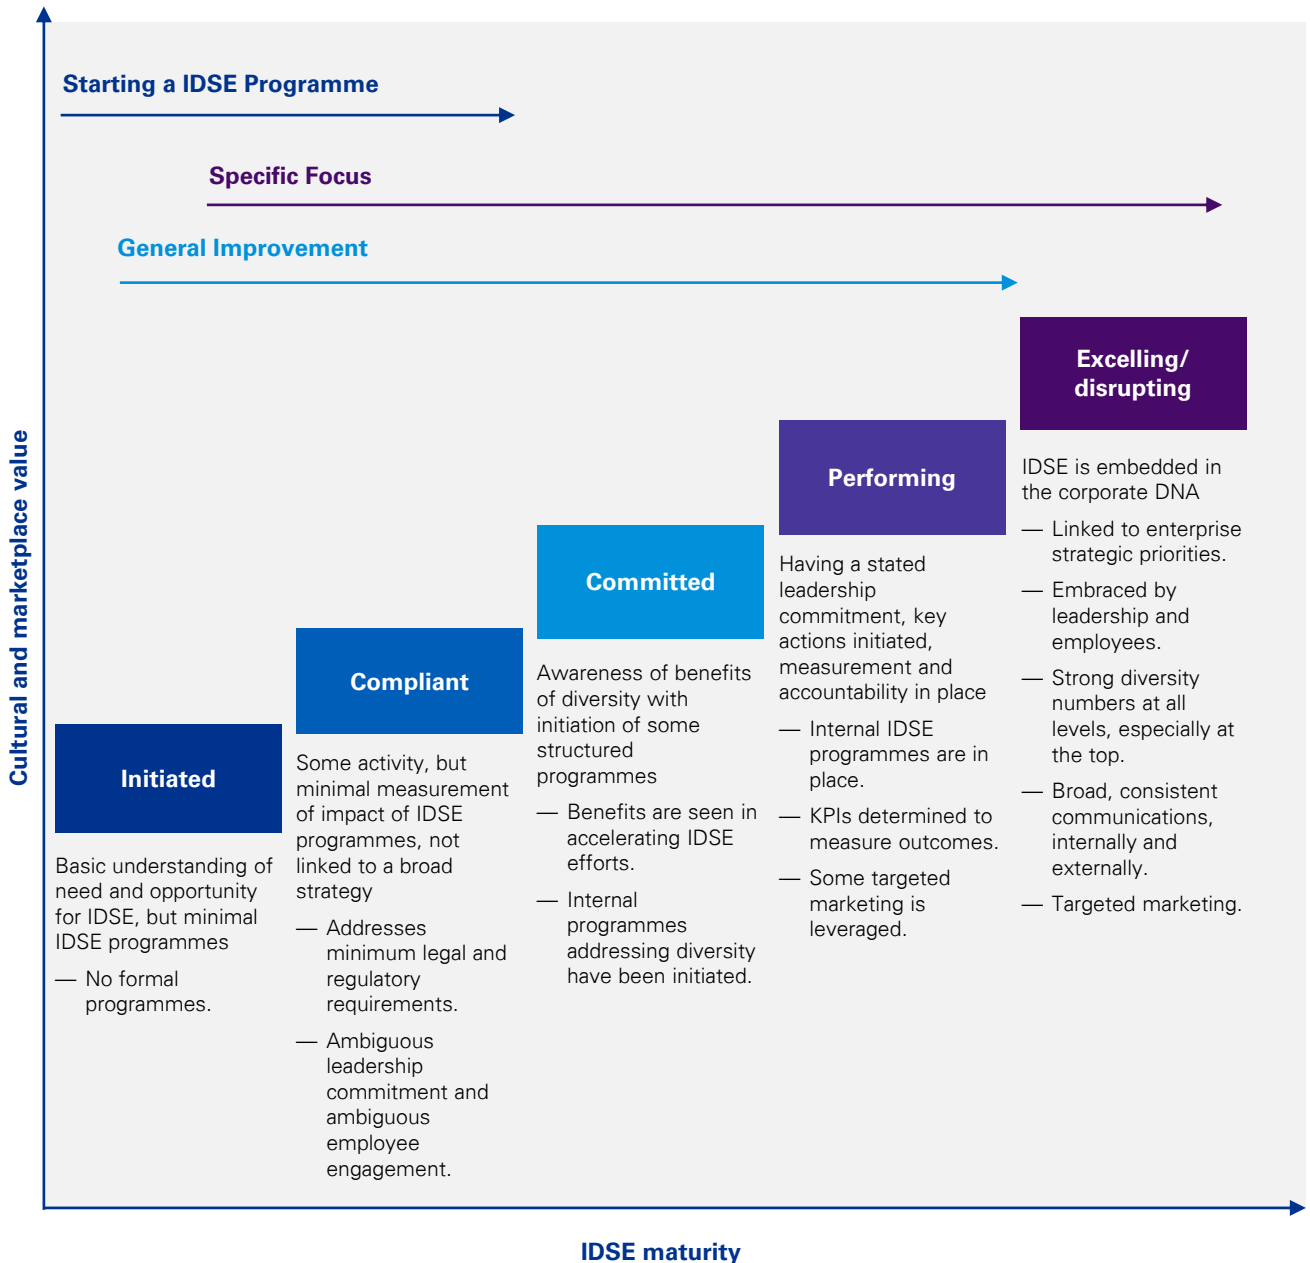 Starting a IDSE Programme
Specific Focus
General Improvement
Cultural and marketplace value
Initiated
Basic understanding of
need and opportunity
for IDSE, but minimal
IDSE programmes
— No formal
programmes.
Compliant
Some activity, but
minimal measurement
of impact of IDSE
programmes, not
linked to a broad
strategy
— Addresses
minimum legal and
regulatory
requirements.
— Ambiguous
leadership
commitment and
ambiguous
employee
engagement.
Committed
Awareness of benefits
of diversity with
initiation of some
structured
programmes
— Benefits are seen in
accelerating IDSE
efforts.
— Internal
programmes
addressing diversity
have been initiated.
Performing
Having a stated
leadership
commitment, key
actions initiated,
measurement and
accountability in place
— Internal IDSE
programmes are in
place.
— KPIs determined to
measure outcomes.
— Some targeted
marketing is
leveraged.
Excelling/
disrupting
IDSE is embedded in
the corporate DNA
— Linked to enterprise
strategic priorities.
— Embraced by
leadership and
employees.
— Strong diversity
numbers at all
levels, especially at
the top.
— Broad, consistent
communications,
internally and
externally.
— Targeted marketing.
IDSE maturity